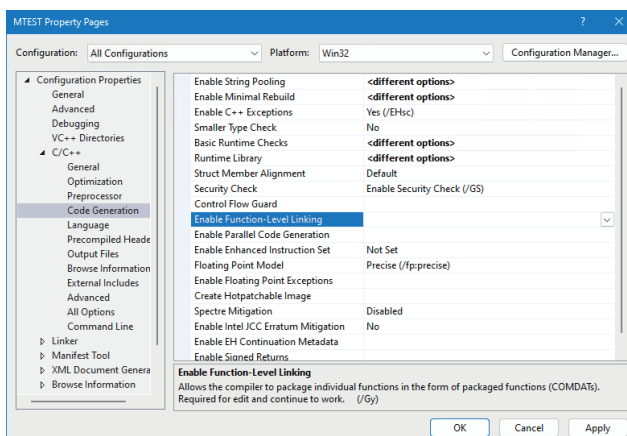 MTEST Property Pages
Configuration: All Configurations Platform: Win32 Configuration Manager...
Configuration Properties
General
Advanced
Debugging
VC++ Directories
C/C++
General
Optimization
Preprocessor
Code Generation
Language
Precompiled Heade
Output Files
Browse Information
External Includes
Advanced
All Options
Command Line
Linker
Manifest Tool
XML Document Genera
Browse Information
Enable String Pooling <different options>
Enable Minimal Rebuild <different options>
Enable C++ Exceptions Yes (/EHsc)
Smaller Type Check No
Basic Runtime Checks <different options>
Runtime Library <different options>
Struct Member Alignment Default
Security Check Enable Security Check (/GS)
Control Flow Guard
Enable Function-Level Linking
Enable Parallel Code Generation
Enable Enhanced Instruction Set Not Set
Floating Point Model Precise (/fp:precise)
Enable Floating Point Exceptions
Create Hotpatchable Image
Spectre Mitigation Disabled
Enable Intel JCC Erratum Mitigation No
Enable EH Continuation Metadata
Enable Signed Returns
Enable Function-Level Linking
Allows the compiler to package individual functions in the form of packaged functions (COMDATs).
Required for edit and continue to work. (/Gy)
OK Cancel Apply